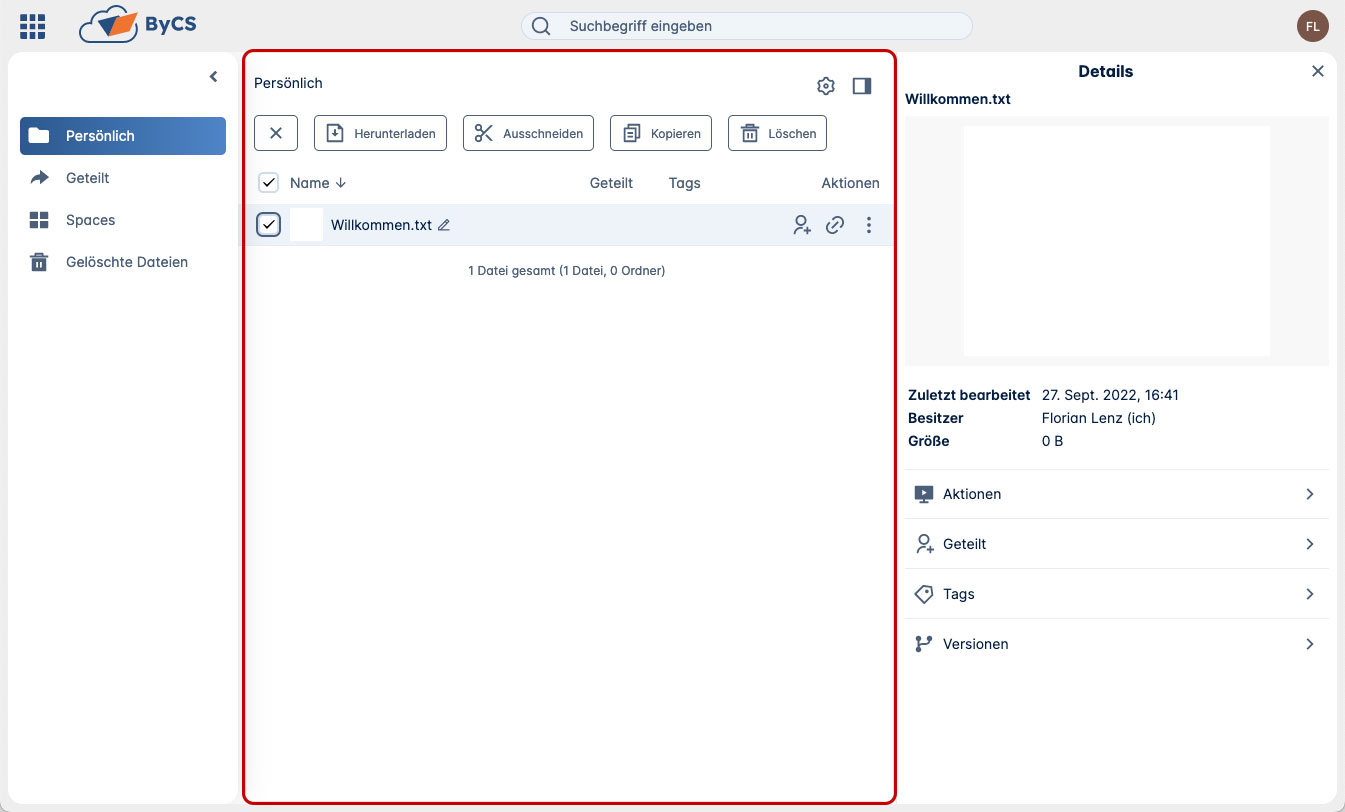 ByCS
Suchbegriff eingeben
FL
Persönlich
Geteilt
Spaces
Gelöschte Dateien
Persönlich
Herunterladen
Ausschneiden
Kopieren
Löschen
Name
Geteilt
Tags
Aktionen
Willkommen.txt
1 Datei gesamt (1 Datei, 0 Ordner)
Details
Willkommen.txt
Zuletzt bearbeitet 27. Sept. 2022, 16:41
Besitzer Florian Lenz (ich)
Größe 0 B
Aktionen
Geteilt
Tags
Versionen